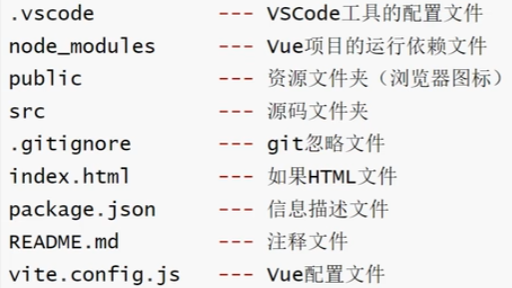 .vscode --- VSCode工具的配置文件
node_modules --- Vue项目的运行依赖文件
public --- 资源文件夹（浏览器图标）
src --- 源码文件夹
.gitignore --- git忽略文件
index.html --- 如果HTML文件
package.json --- 信息描述文件
README.md --- 注释文件
vite.config.js --- Vue配置文件